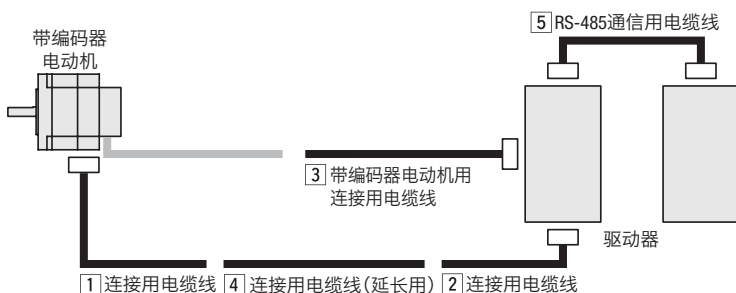 5 RS-485通信用电缆线
带编码器
电动机
3 带编码器电动机用
连接用电缆线
驱动器
1 连接用电缆线 4 连接用电缆线(延长用) 2 连接用电缆线